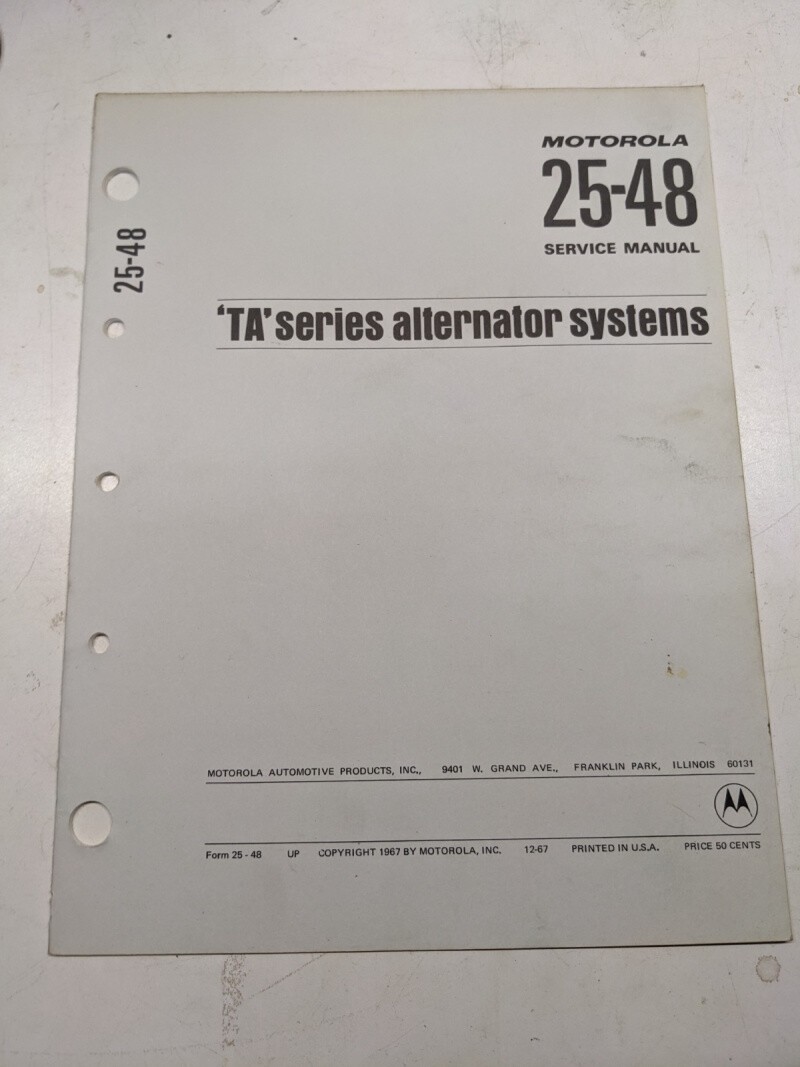 MOTOROLA
25-48
SERVICE MANUAL
25-48
'TA' series alternator systems
MOTOROLA AUTOMOTIVE PRODUCTS, INC., 9401 W. GRAND AVE., FRANKLIN PARK, ILLINOIS 60131
Form 25 - 48 UP COPYRIGHT 1967 BY MOTOROLA, INC. 12-67 PRINTED IN U.S.A. PRICE 50 CENTS